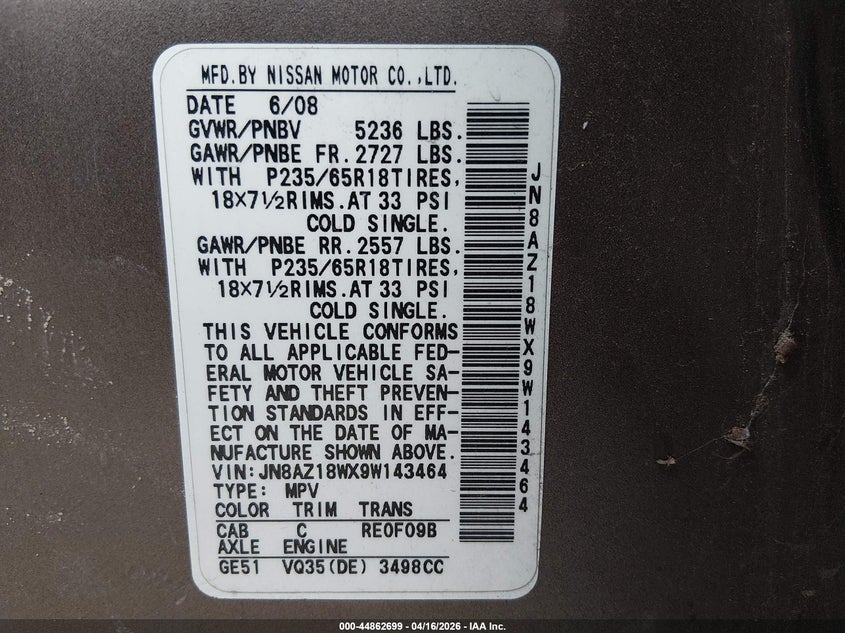 MFD.BY NISSAN MOTOR CO.,LTD.
DATE 6/08
GVWR/PNBV 5236 LBS.
GAWR/PNBE FR. 2727 LBS.
WITH P235/65R18TIRES,
18×7½RIMS.AT 33 PSI
COLD SINGLE.
GAWR/PNBE RR. 2557 LBS.
WITH P235/65R18TIRES,
18×7½RIMS.AT 33 PSI
COLD SINGLE.
THIS VEHICLE CONFORMS
TO ALL APPLICABLE FED-
ERAL MOTOR VEHICLE SA-
FETY AND THEFT PREVEN-
TION STANDARDS IN EFF-
ECT ON THE DATE OF MA-
NUFACTURE SHOWN ABOVE.
VIN:JN8AZ18WX9W143464
TYPE: MPV
COLOR TRIM TRANS
CAB C RE0F09B
AXLE ENGINE
GE51 VQ35(DE) 3498CC
JN8AZ18WX9W143464
000-44862699 - 04/16/2026 - IAA Inc.